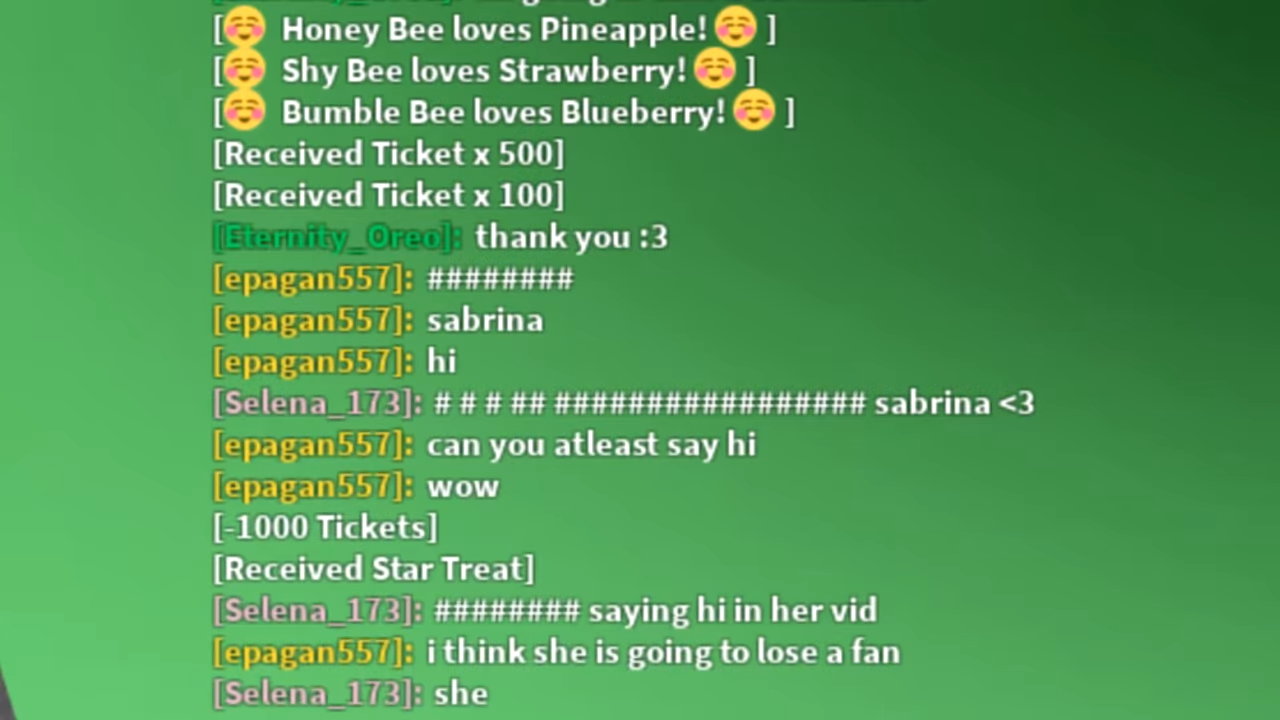 [☺️ Honey Bee loves Pineapple!☺️ ]
[☺️ Shy Bee loves Strawberry!☺️ ]
[☺️ Bumble Bee loves Blueberry!☺️ ]
[Received Ticket x 500]
[Received Ticket x 100]
[Eternity_Oreo]: thank you :3
[epagan557]: ########
[epagan557]: sabrina
[epagan557]: hi
[Selena_173]: # # # ## ################# sabrina <3
[epagan557]: can you atleast say hi
[epagan557]: wow
[-1000 Tickets]
[Received Star Treat]
[Selena_173]: ######## saying hi in her vid
[epagan557]: i think she is going to lose a fan
[Selena_173]: she